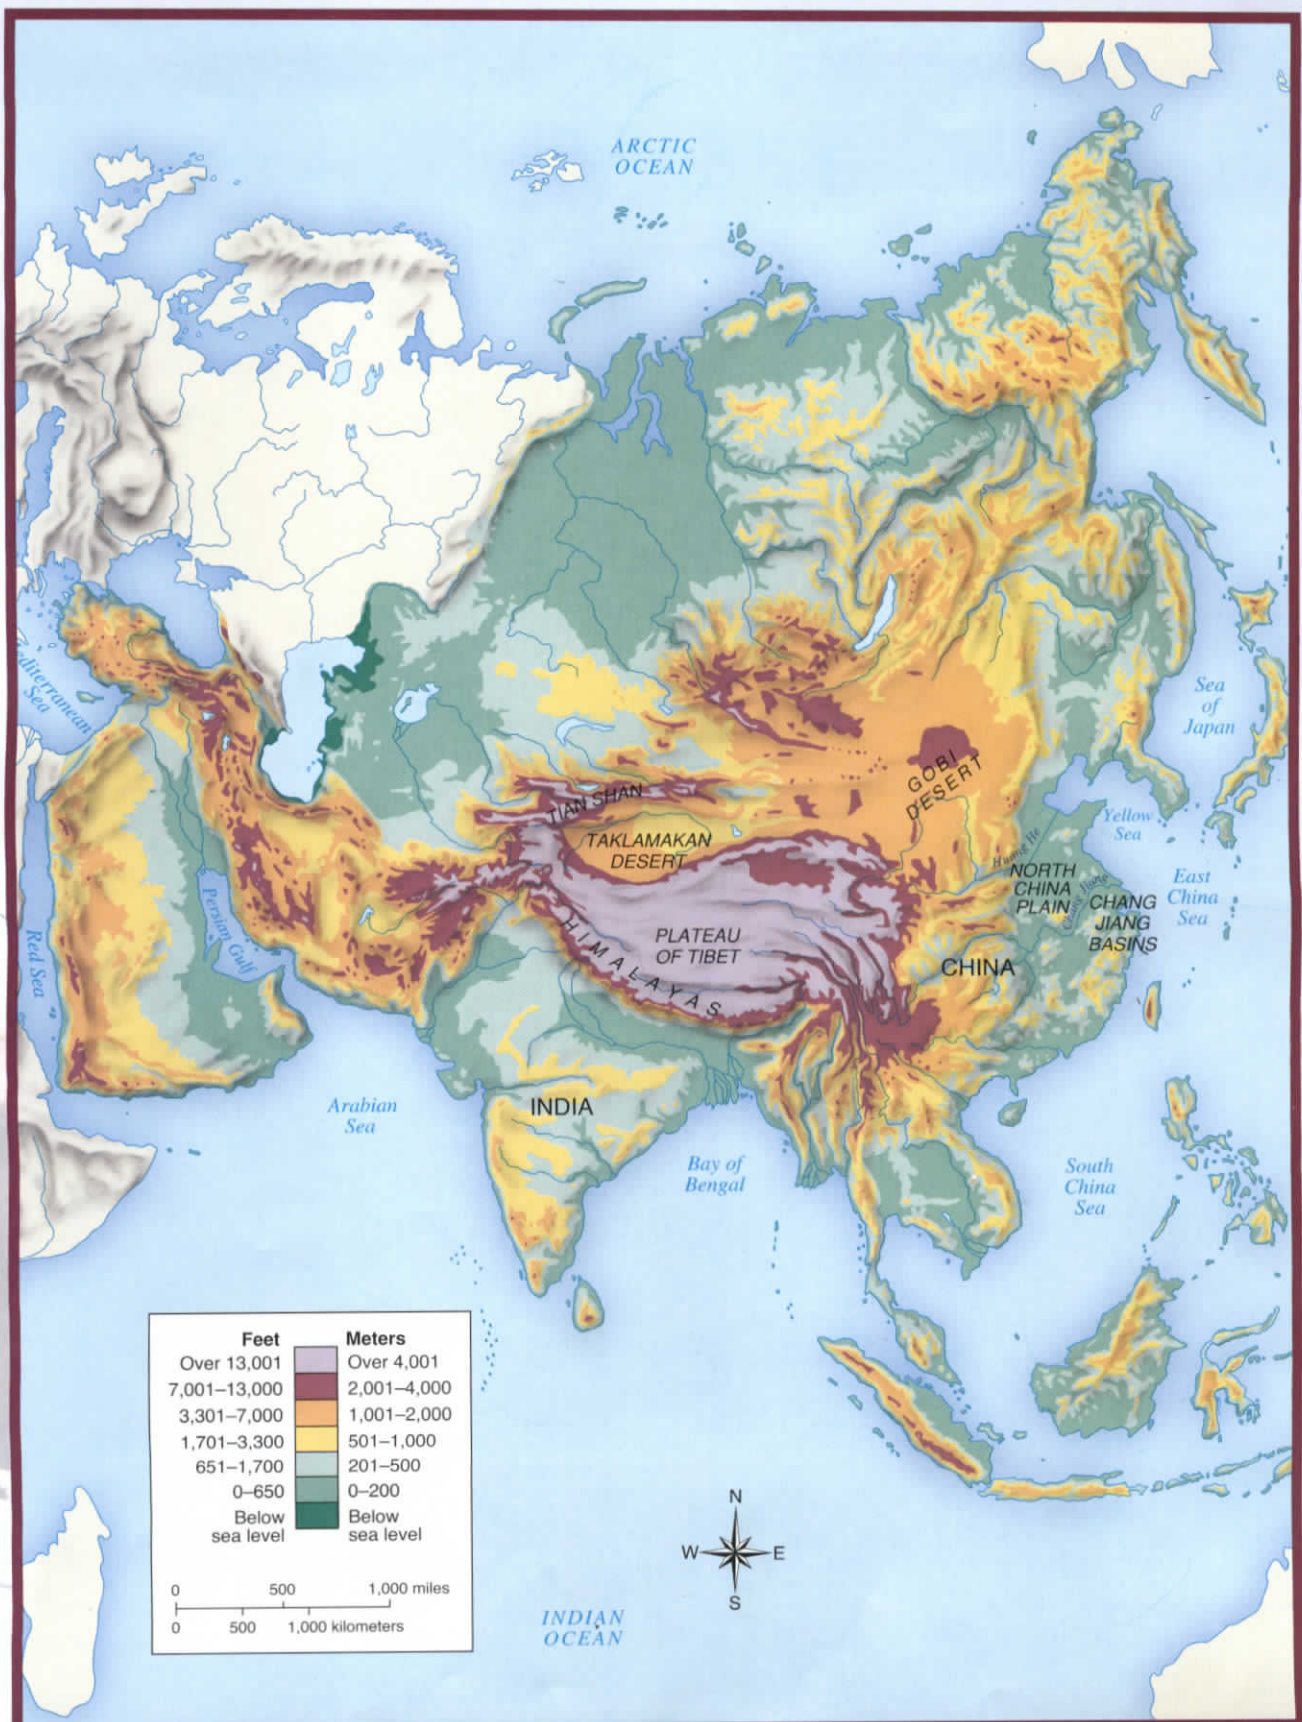 ARCTIC
OCEAN
Mediterranean
Sea
Sea
of
Japan
GOBI
DESERT
TIAN SHAN
TAKLAMAKAN
DESERT
Yellow
Sea
Huang He
NORTH
CHINA
PLAIN
Chang Jiang
East
China
Sea
CHANG
JIANG
BASINS
Persian Gulf
Red Sea
HIMALAYAS
PLATEAU
OF TIBET
CHINA
Arabian
Sea
INDIA
Bay of
Bengal
South
China
Sea
Feet Meters
Over 13,001 Over 4,001
7,001–13,000 2,001–4,000
3,301–7,000 1,001–2,000
1,701–3,300 501–1,000
651–1,700 201–500
0–650 0–200
Below Below
sea level sea level
0 500 1,000 miles
0 500 1,000 kilometers
N
W E
S
INDIAN
OCEAN